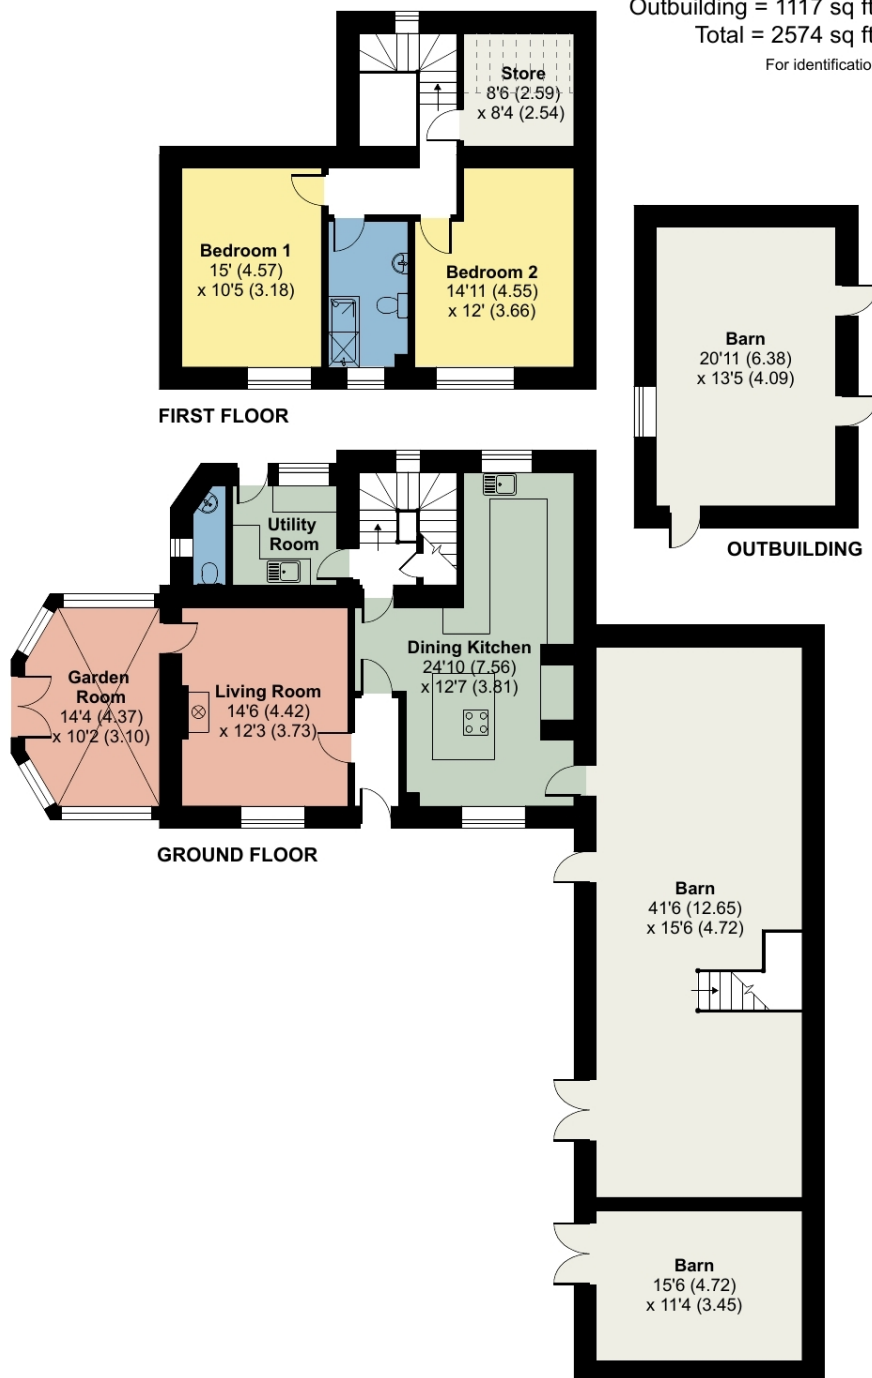 Outbuilding = 1117 sq ft
Total = 2574 sq ft
For identificatio
Store
8'6 (2.59)
x 8'4 (2.54)
Bedroom 1
15' (4.57)
x 10'5 (3.18)
Bedroom 2
14'11 (4.55)
x 12' (3.66)
Barn
20'11 (6.38)
x 13'5 (4.09)
FIRST FLOOR
Utility
Room
OUTBUILDING
Dining Kitchen
24'10 (7.56)
x 12'7 (3.81)
Garden
Room
14'4 (4.37)
x 10'2 (3.10)
Living Room
14'6 (4.42)
x 12'3 (3.73)
GROUND FLOOR
Barn
41'6 (12.65)
x 15'6 (4.72)
Barn
15'6 (4.72)
x 11'4 (3.45)